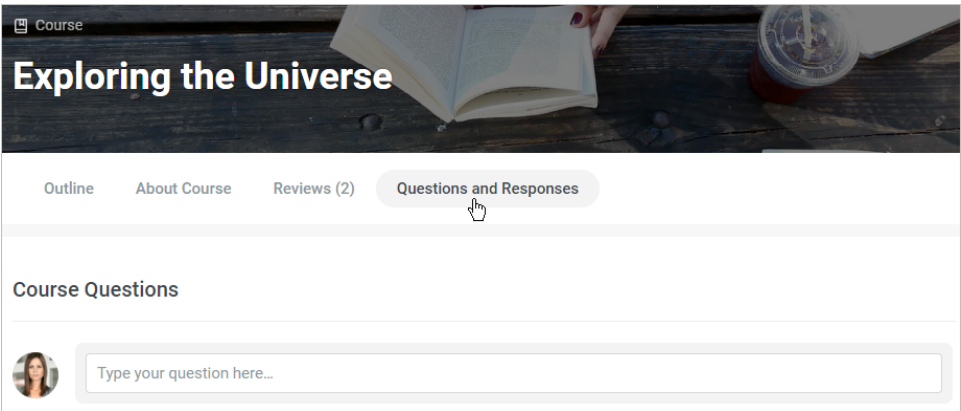 Course
Exploring the Universe
Outline About Course Reviews (2) Questions and Responses
Course Questions
Type your question here...